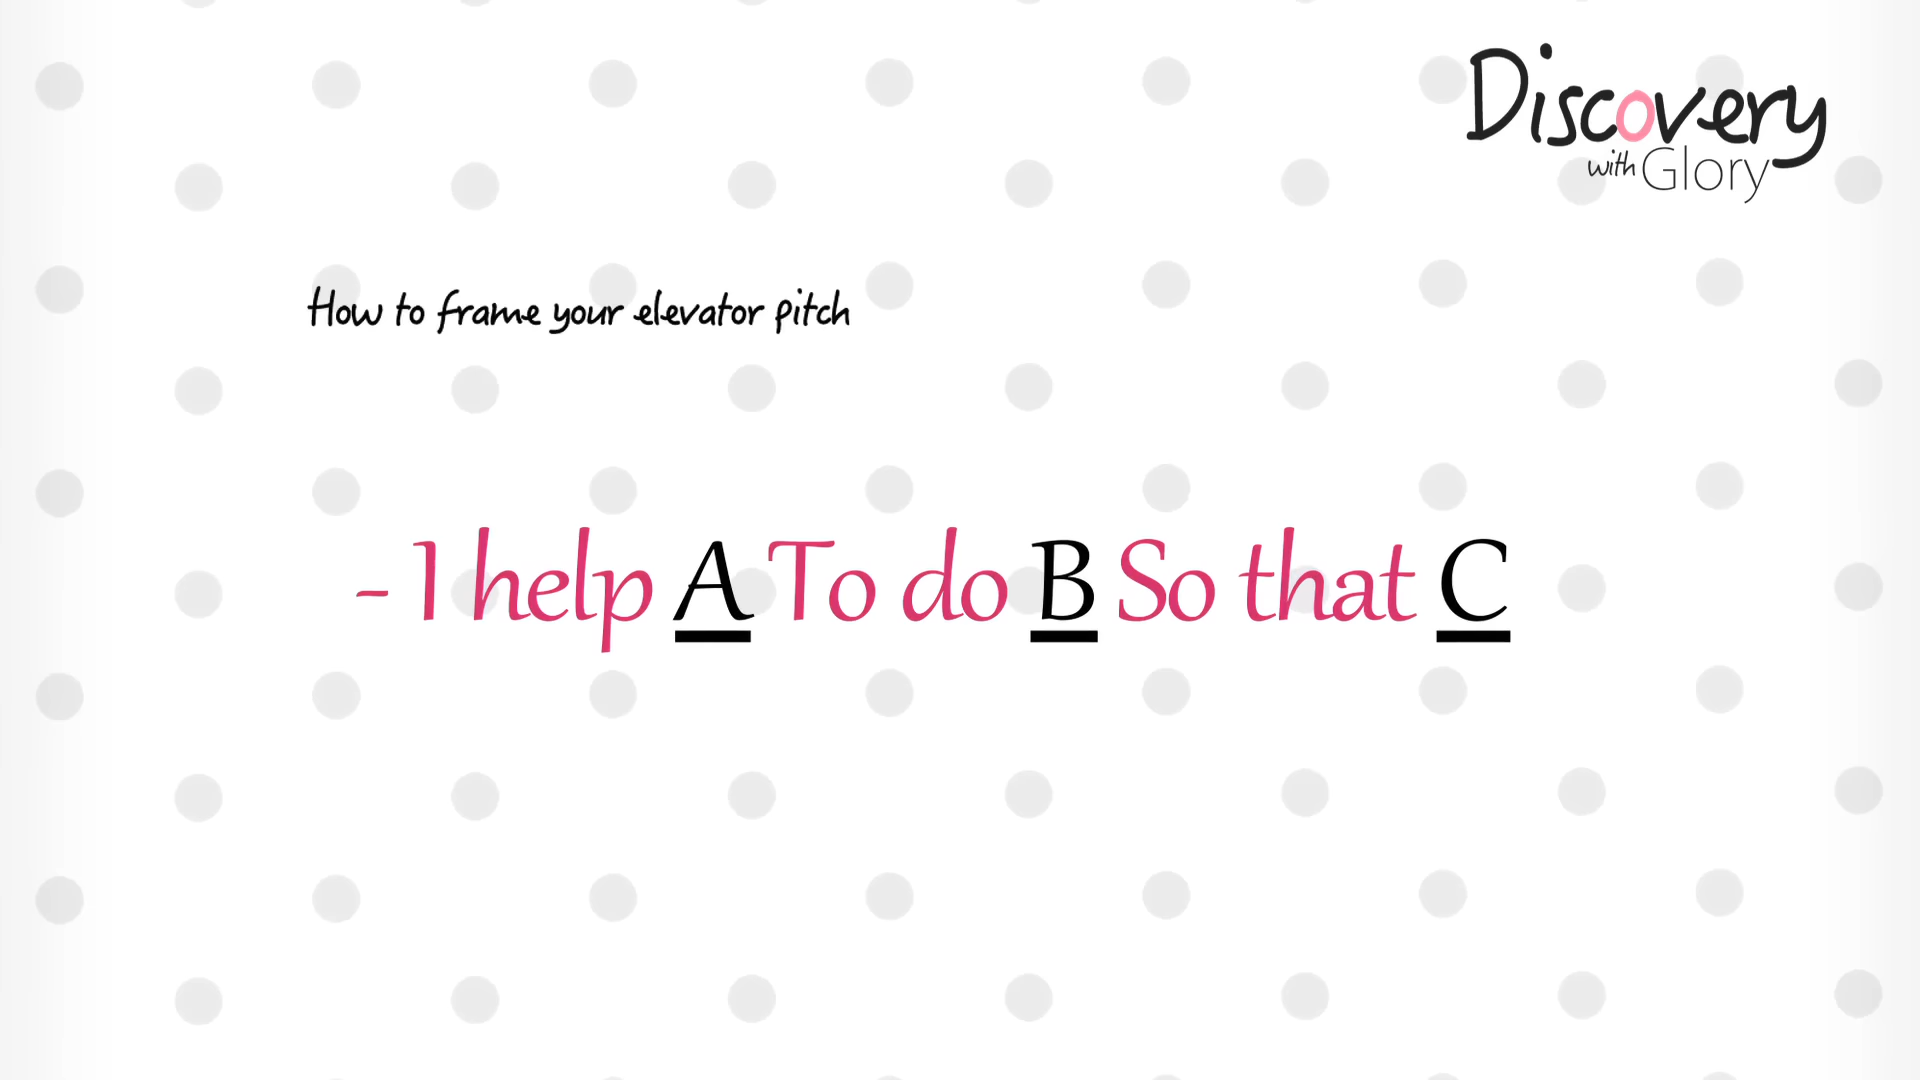 Discovery
with Glory
How to frame your elevator pitch
- I help A To do B So that C